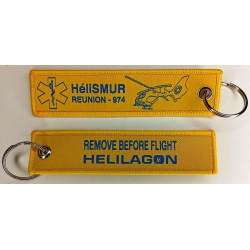 HéliSMUR
REUNION - 974
REMOVE BEFORE FLIGHT
HELILAGON